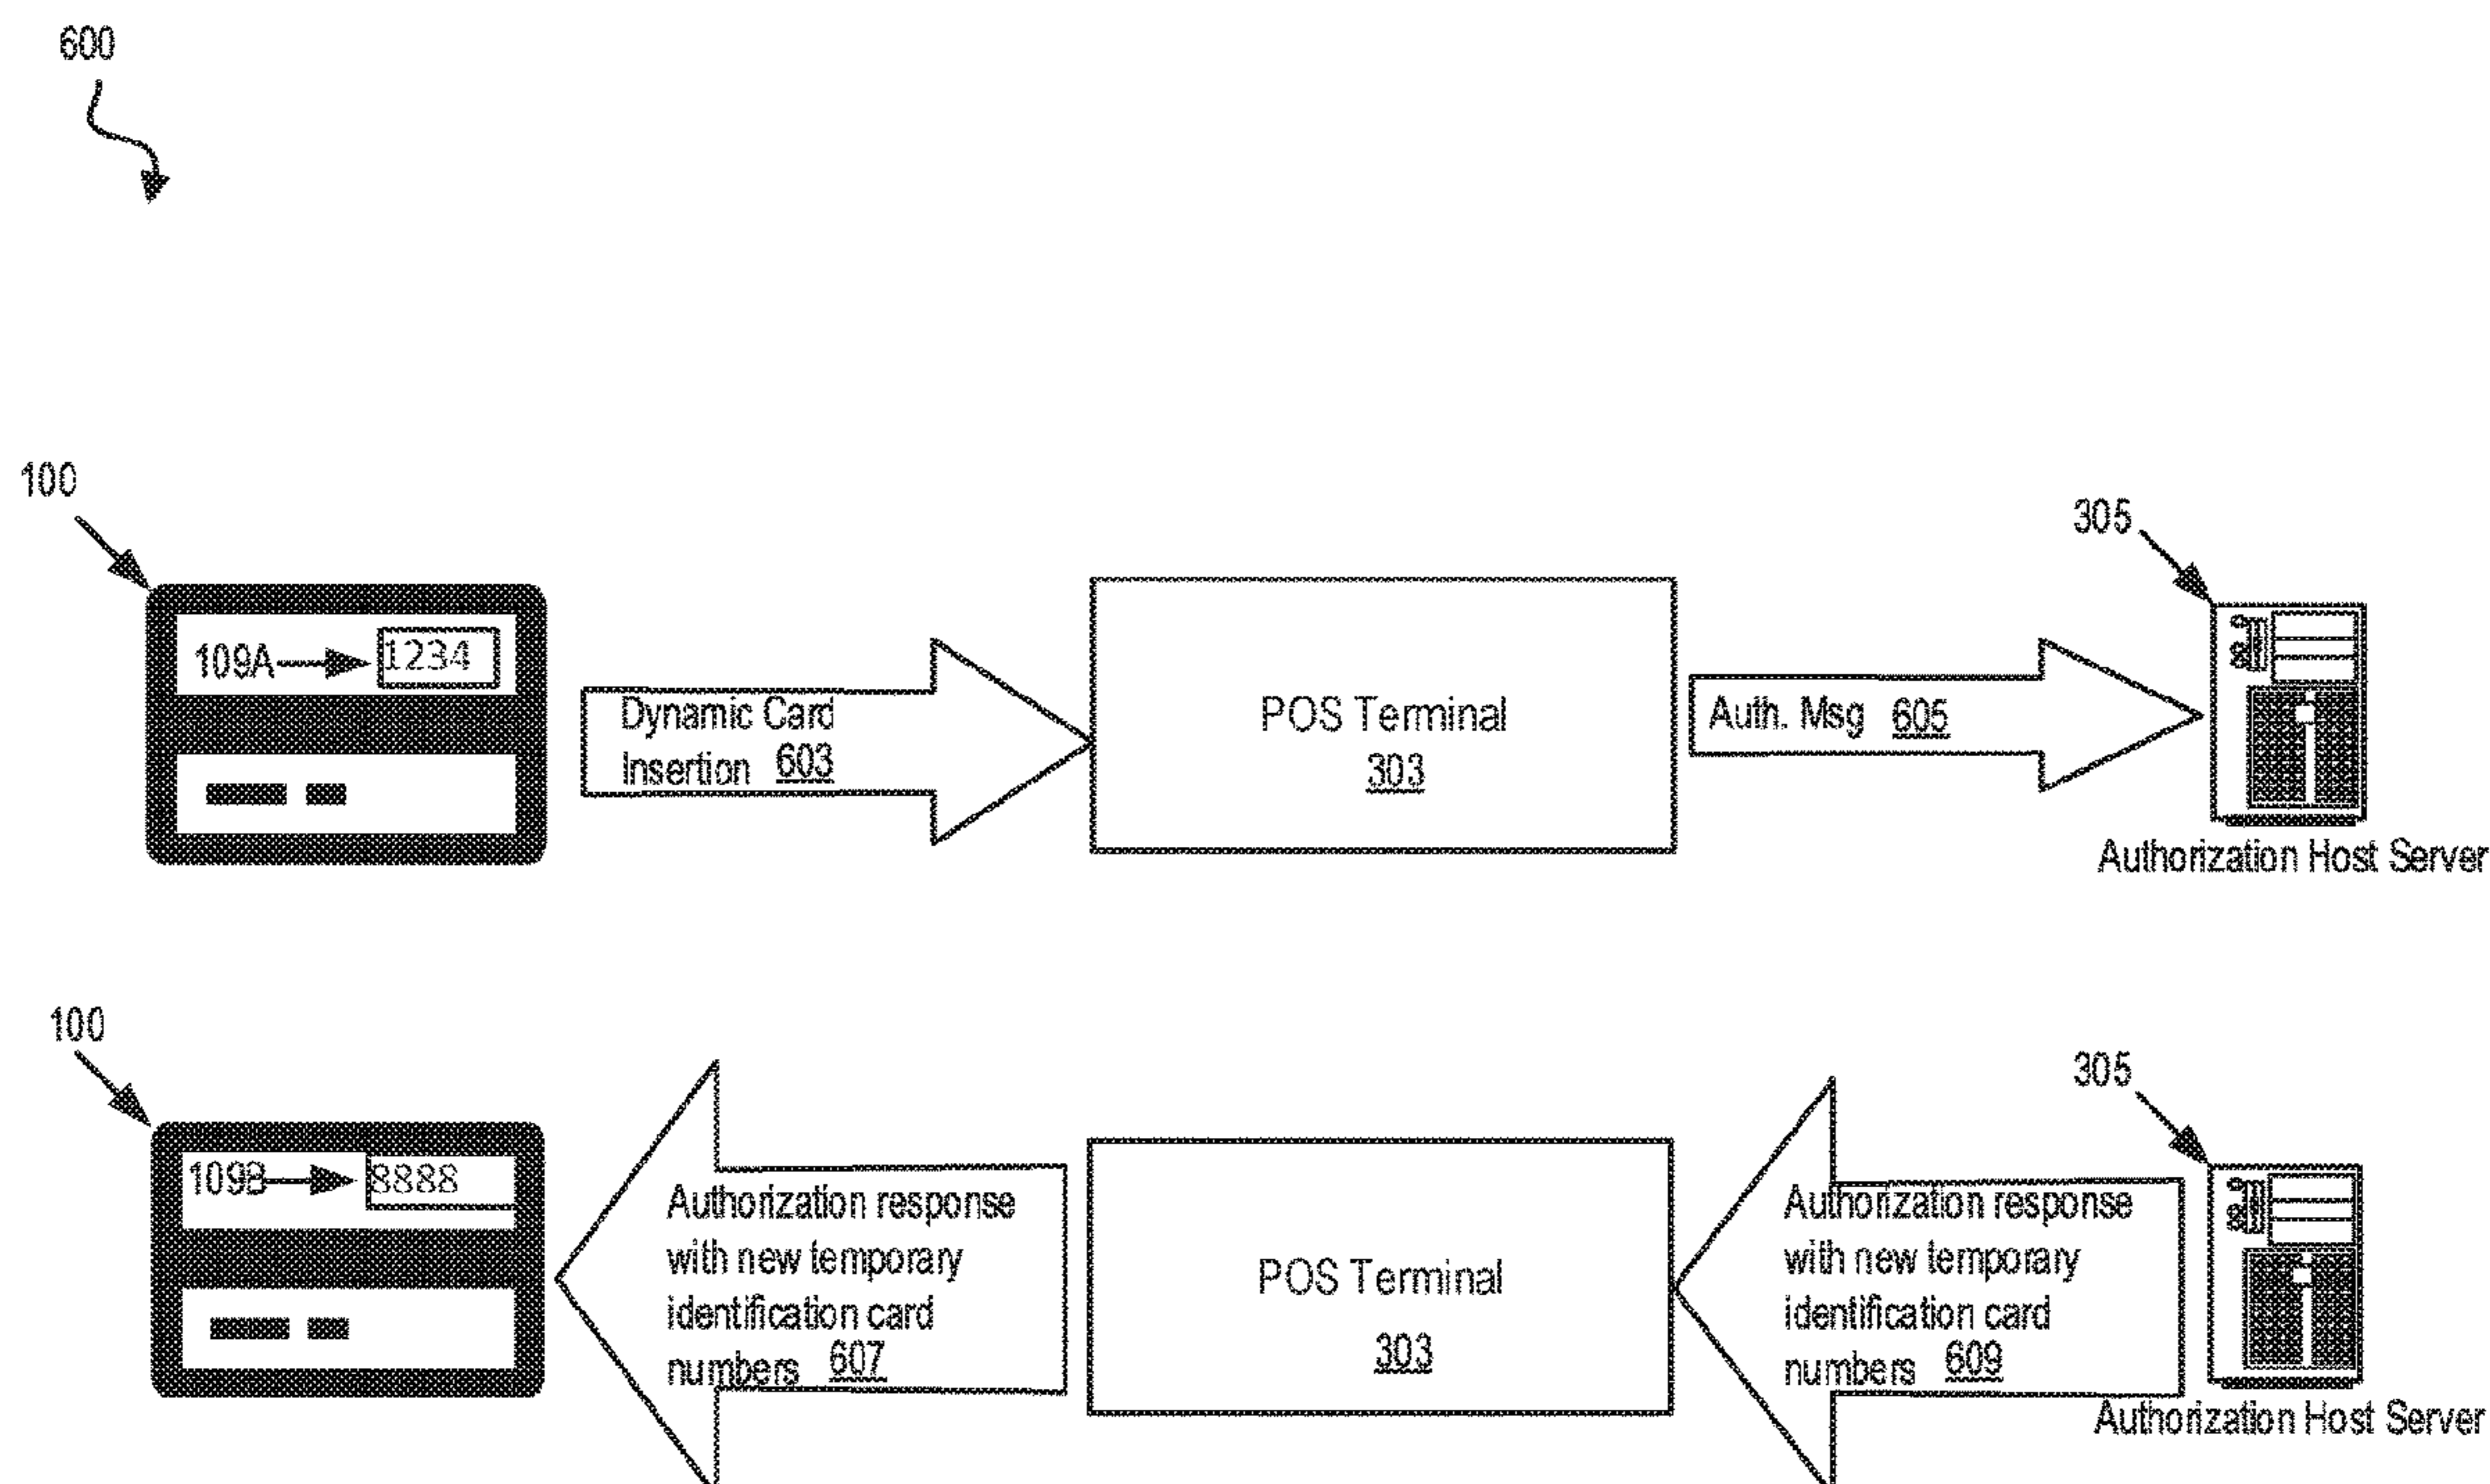 600
100
305
109A
1234
Dynamic Card
Insertion 603
POS Terminal
303
Auth. Msg 605
Authorization Host Server
100
305
109B
8888
Authorization response
with new temporary
identification card
numbers 607
POS Terminal
303
Authorization response
with new temporary
identification card
numbers 609
Authorization Host Server